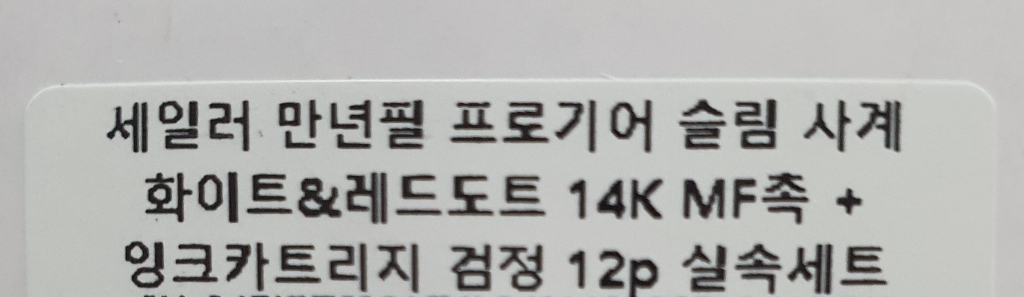 세일러 만년필 프로기어 슬림 사계
화이트&레드도트 14K MF촉 +
잉크카트리지 검정 12p 실속세트